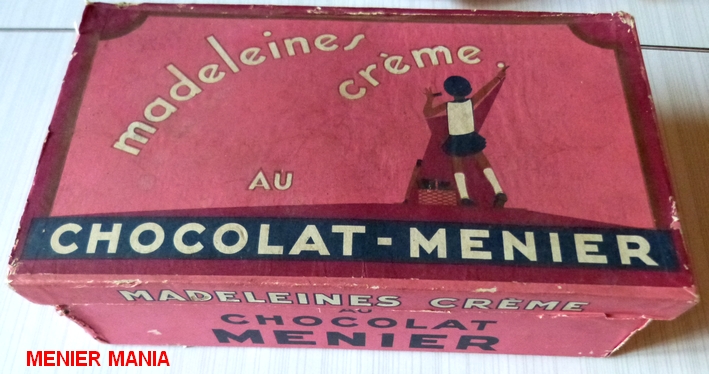 madeleines
crème.
AU
CHOCOLAT-MENIER
MADELEINES CRÈME
AU
CHOCOLAT
MENIER
MENIER MANIA